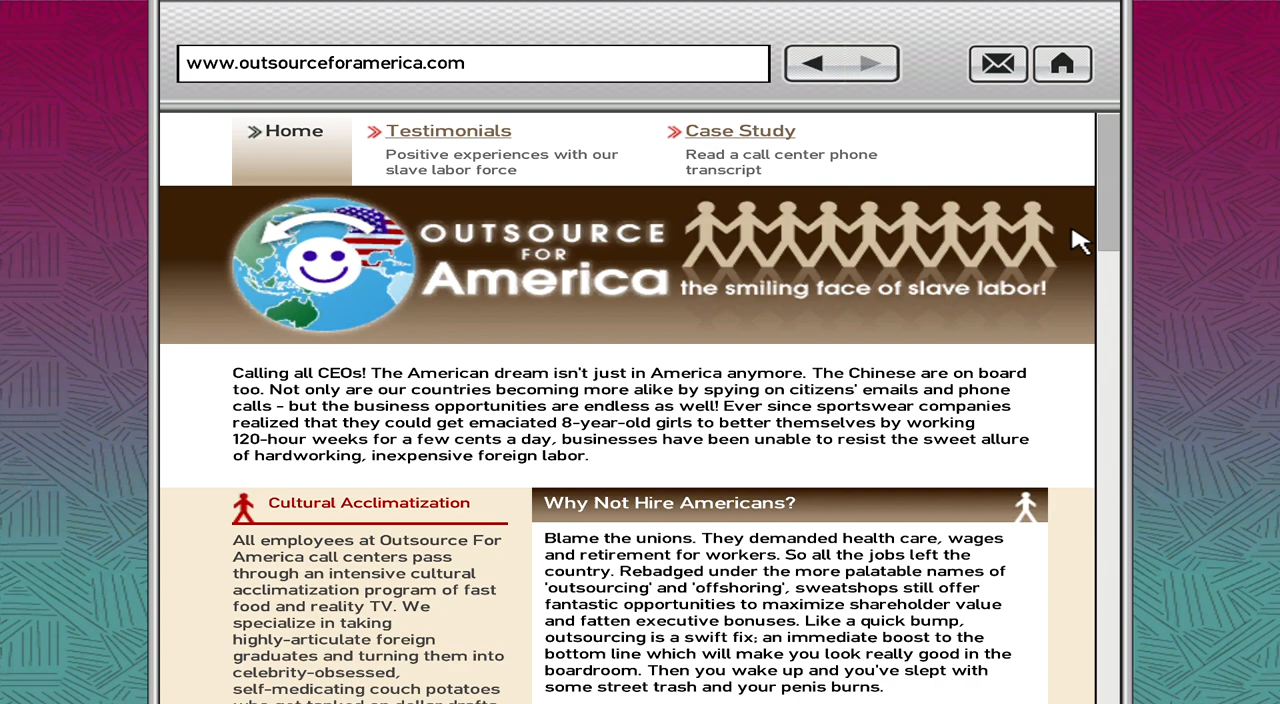 www.outsourceforamerica.com
Home
Testimonials
Positive experiences with our
slave labor force
Case Study
Read a call center phone
transcript
OUTSOURCE
FOR
America
the smiling face of slave labor!
Calling all CEOs! The American dream isn't just in America anymore. The Chinese are on board
too. Not only are our countries becoming more alike by spying on citizens' emails and phone
calls - but the business opportunities are endless as well! Ever since sportswear companies
realized that they could get emaciated 8-year-old girls to better themselves by working
120-hour weeks for a few cents a day, businesses have been unable to resist the sweet allure
of hardworking, inexpensive foreign labor.
Cultural Acclimatization
All employees at Outsource For
America call centers pass
through an intensive cultural
acclimatization program of fast
food and reality TV. We
specialize in taking
highly-articulate foreign
graduates and turning them into
celebrity-obsessed,
self-medicating couch potatoes
who get tanked on dollar drafts
Why Not Hire Americans?
Blame the unions. They demanded health care, wages
and retirement for workers. So all the jobs left the
country. Rebadged under the more palatable names of
'outsourcing' and 'offshoring', sweatshops still offer
fantastic opportunities to maximize shareholder value
and fatten executive bonuses. Like a quick bump,
outsourcing is a swift fix; an immediate boost to the
bottom line which will make you look really good in the
boardroom. Then you wake up and you've slept with
some street trash and your penis burns.